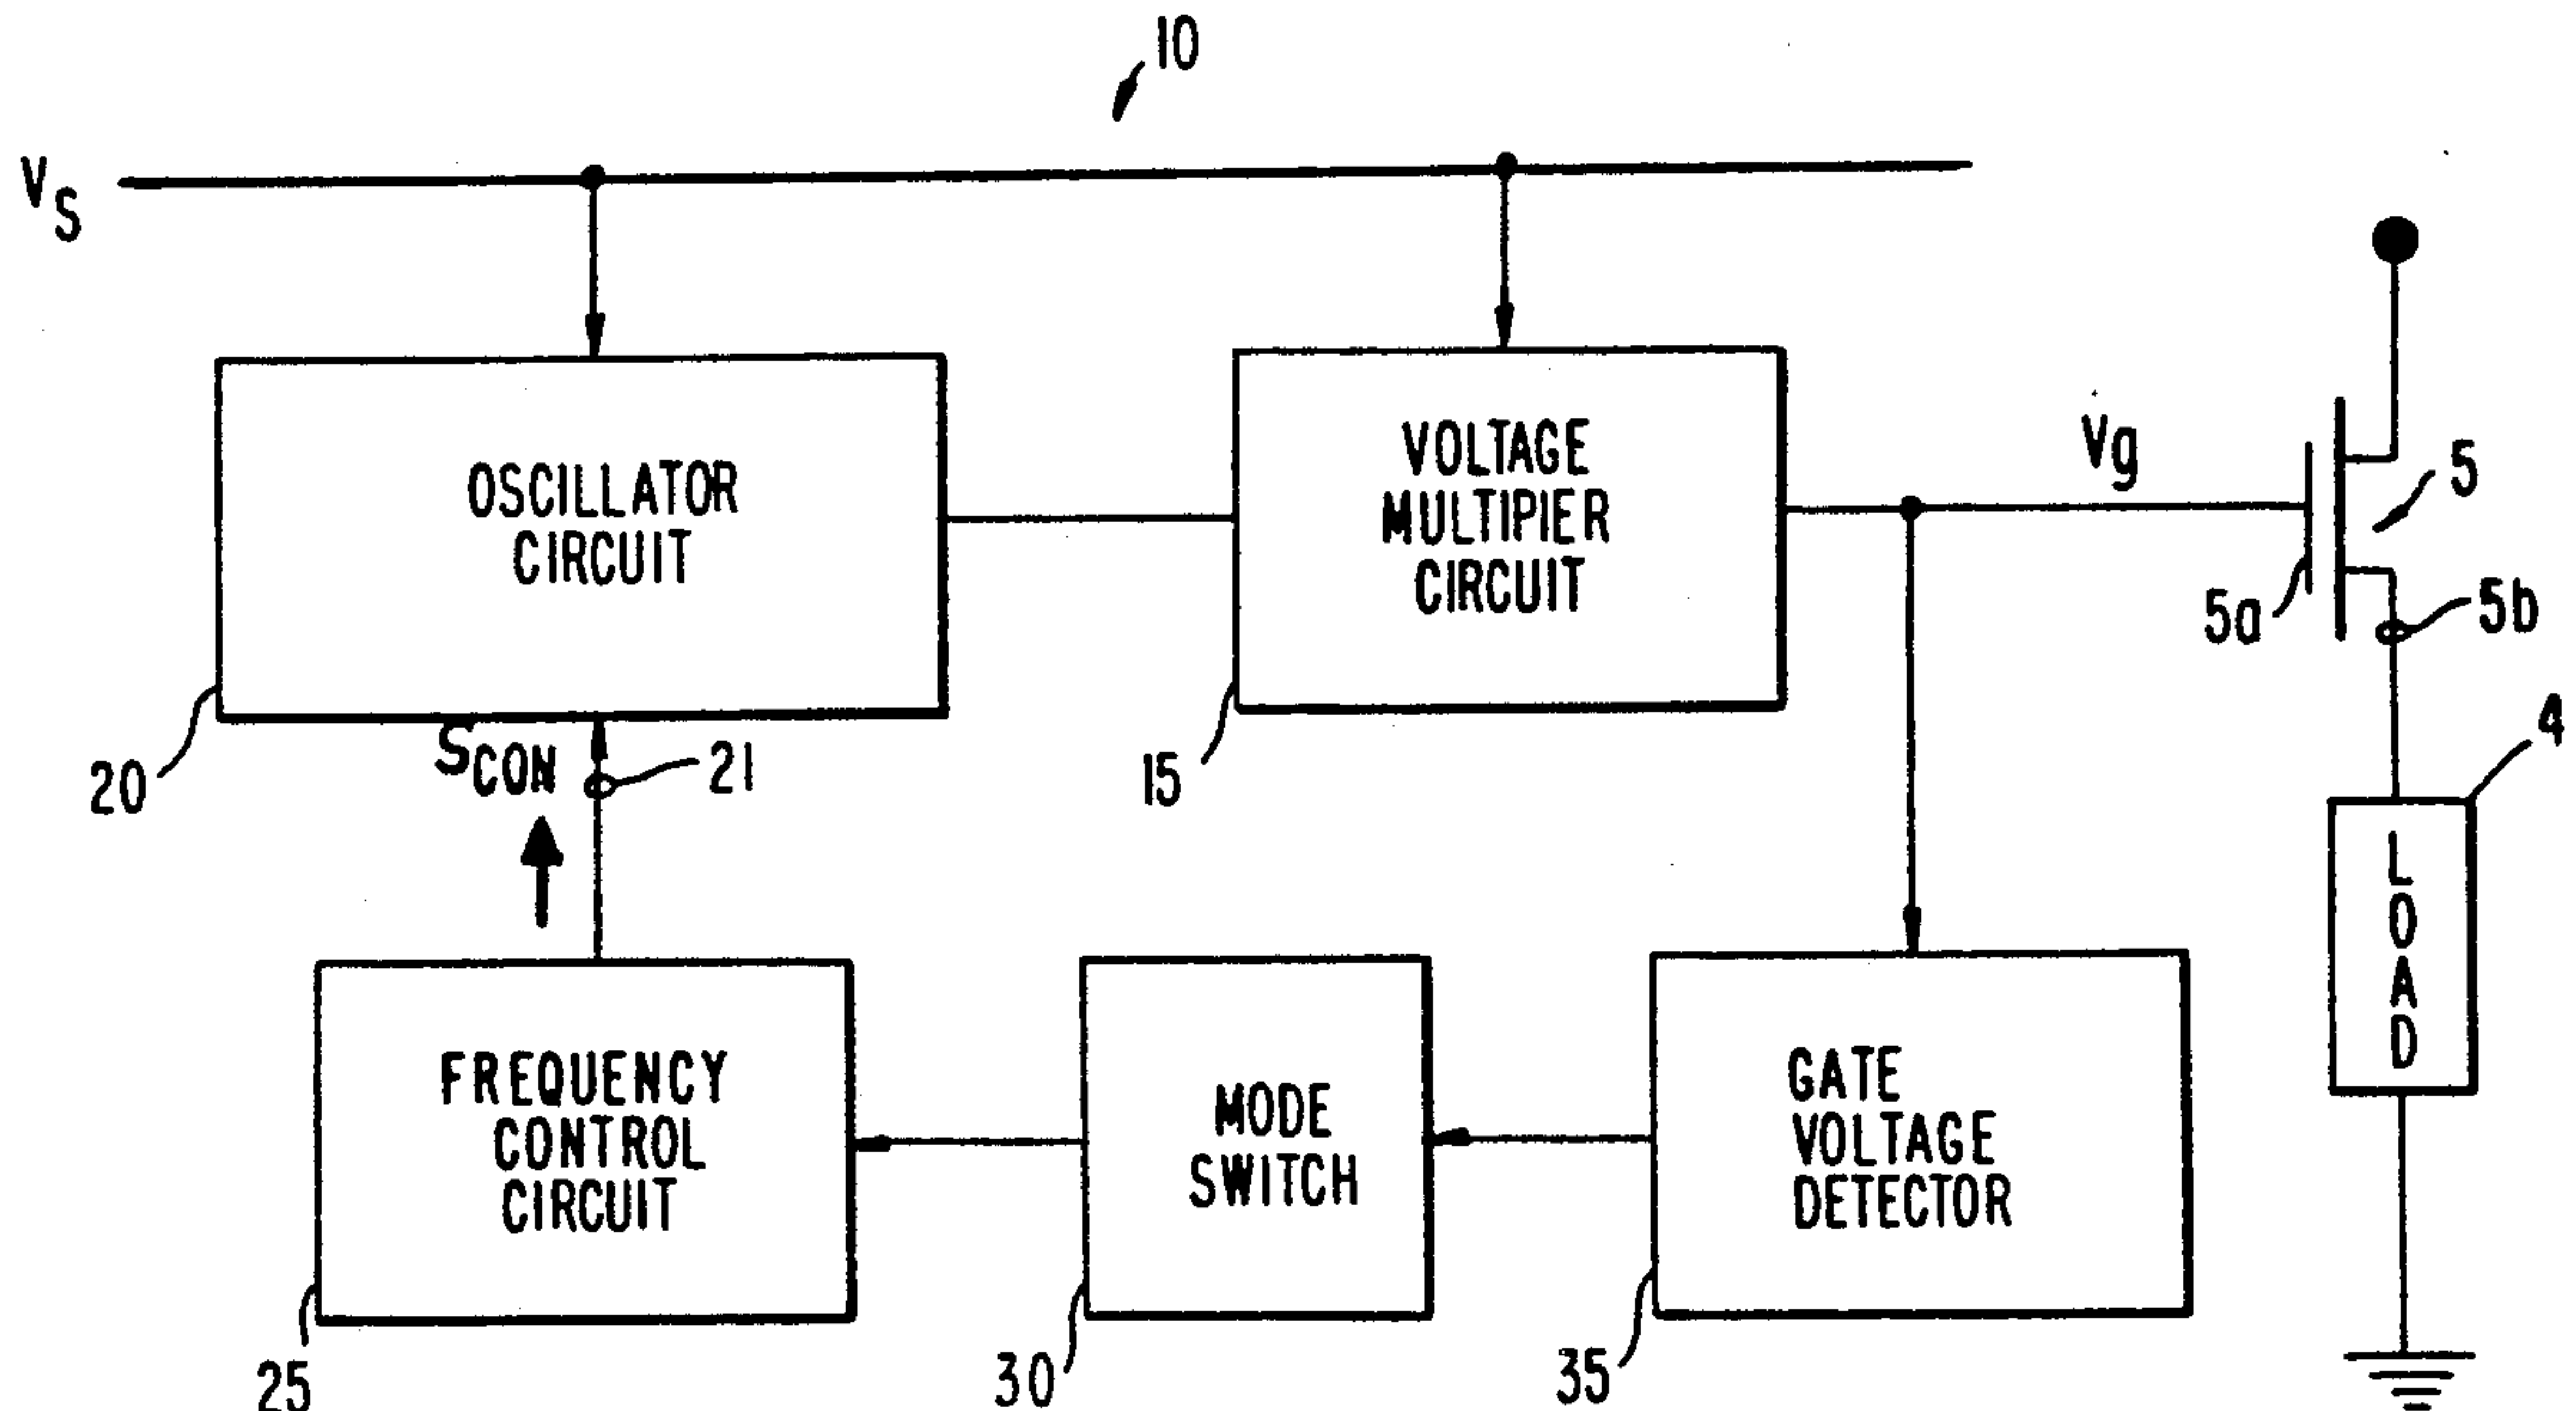 10
VS
OSCILLATOR
CIRCUIT
VOLTAGE
MULTIPIER
CIRCUIT
Vg
5
5a
5b
20
SCON
21
15
4
LOAD
FREQUENCY
CONTROL
CIRCUIT
MODE
SWITCH
GATE
VOLTAGE
DETECTOR
25
30
35